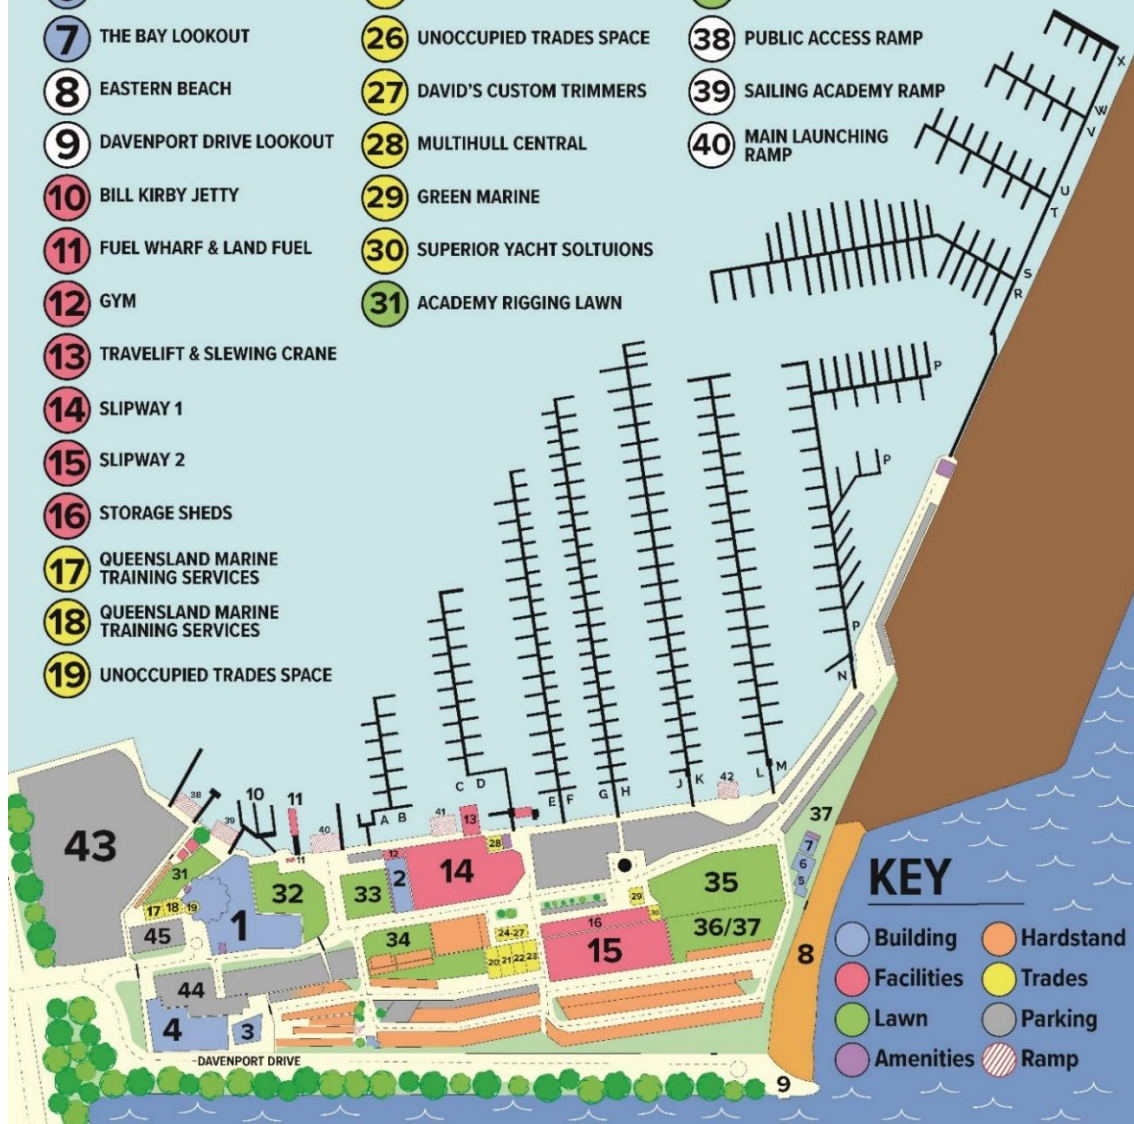 7 THE BAY LOOKOUT
8 EASTERN BEACH
9 DAVENPORT DRIVE LOOKOUT
10 BILL KIRBY JETTY
11 FUEL WHARF & LAND FUEL
12 GYM
13 TRAVELIFT & SLEWING CRANE
14 SLIPWAY 1
15 SLIPWAY 2
16 STORAGE SHEDS
17 QUEENSLAND MARINE
TRAINING SERVICES
18 QUEENSLAND MARINE
TRAINING SERVICES
19 UNOCCUPIED TRADES SPACE
26 UNOCCUPIED TRADES SPACE
27 DAVID'S CUSTOM TRIMMERS
28 MULTIHULL CENTRAL
29 GREEN MARINE
30 SUPERIOR YACHT SOLTUIONS
31 ACADEMY RIGGING LAWN
38 PUBLIC ACCESS RAMP
39 SAILING ACADEMY RAMP
40 MAIN LAUNCHING
RAMP
X
W
V
U
T
S
R
P
P
P
N
M
L
42
K
J
H
G
F
E
D
C
B
A
38
10
11
39
40
41
13
12
11
28
43
31
32
33
2
14
35
37
7
6
5
17 18 19
1
29
30
16
36/37
45
34
24-27
20 21 22 23
15
8
44
4
3
DAVENPORT DRIVE
9
KEY
Building
Hardstand
Facilities
Trades
Lawn
Parking
Amenities
Ramp